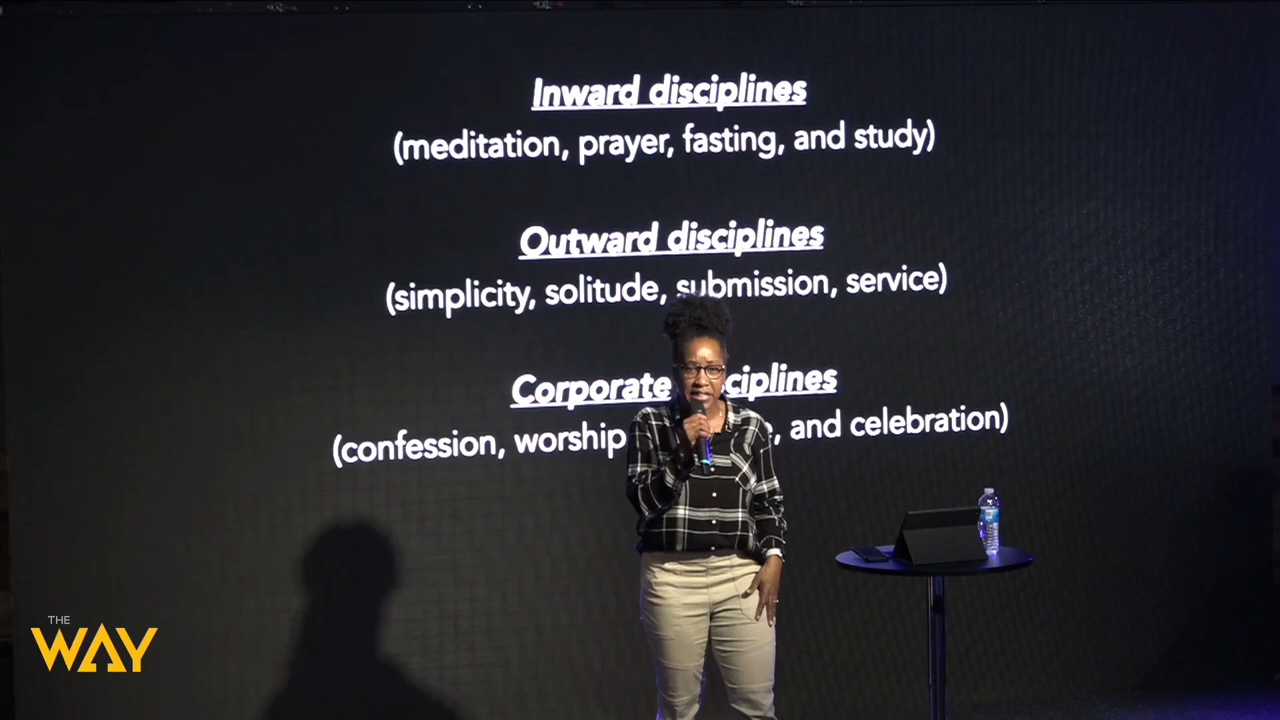 Inward disciplines
(meditation, prayer, fasting, and study)
Outward disciplines
(simplicity, solitude, submission, service)
Corporate
(confession, worship and celebration)
THE
WAY